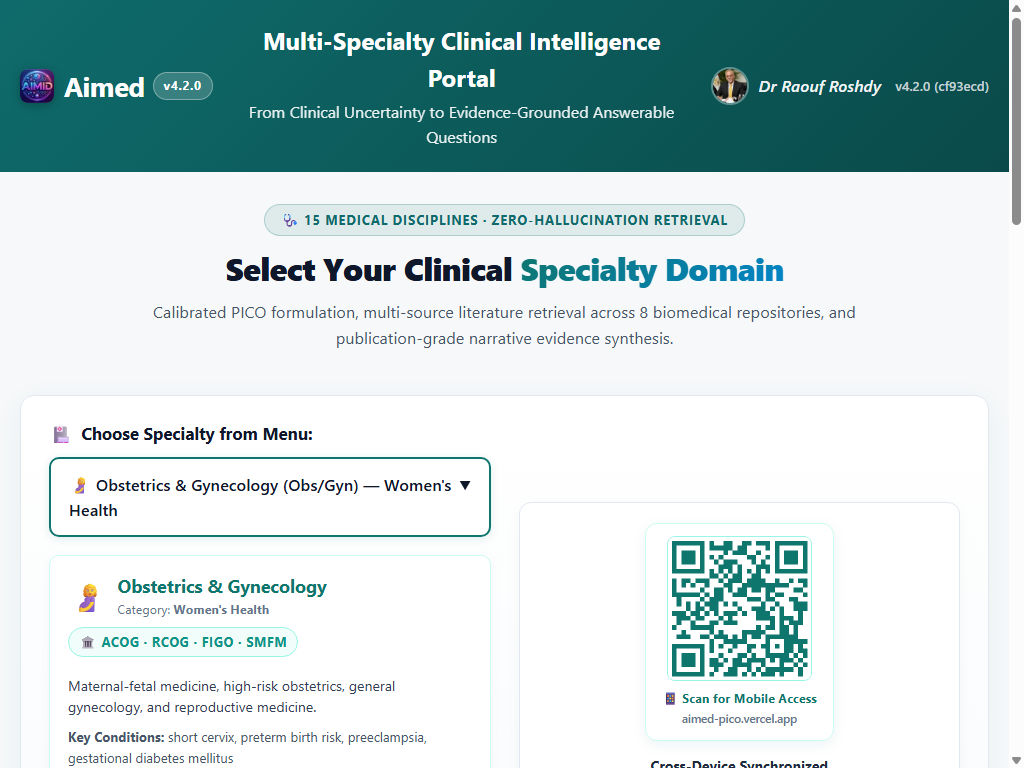 Multi-Specialty Clinical Intelligence
Portal
AIMID
Aimed
v4.2.0
Dr Raouf Roshdy
v4.2.0 (cf93ecd)
From Clinical Uncertainty to Evidence-Grounded Answerable
Questions
15 MEDICAL DISCIPLINES · ZERO-HALLUCINATION RETRIEVAL
Select Your Clinical Specialty Domain
Calibrated PICO formulation, multi-source literature retrieval across 8 biomedical repositories, and
publication-grade narrative evidence synthesis.
Choose Specialty from Menu:
Obstetrics & Gynecology (Obs/Gyn) — Women's ▼
Health
Obstetrics & Gynecology
Category: Women's Health
ACOG · RCOG · FIGO · SMFM
Maternal-fetal medicine, high-risk obstetrics, general
gynecology, and reproductive medicine.
Key Conditions: short cervix, preterm birth risk, preeclampsia,
gestational diabetes mellitus
Scan for Mobile Access
aimed-pico.vercel.app
Cross-Device Synchronized